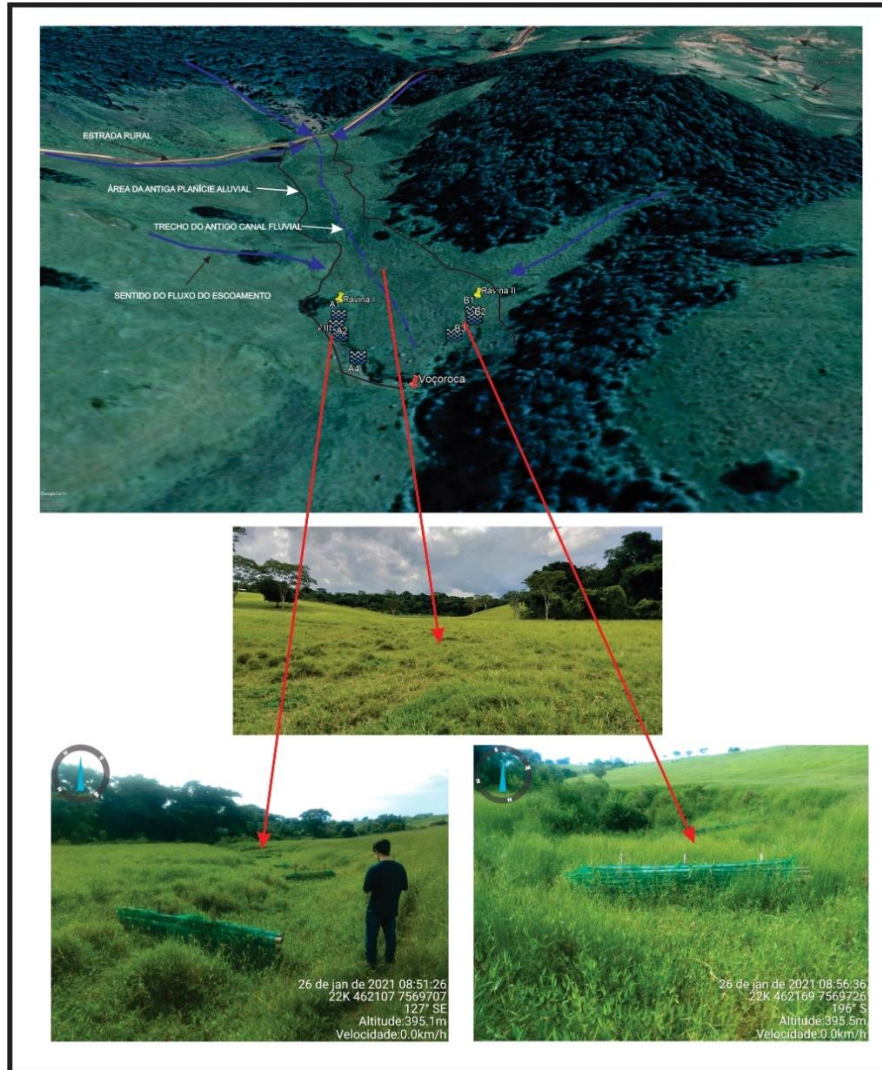 ESTRADA RURAL
ÁREA DA ANTIGA PLANÍCIE ALUVIAL
TRECHO DO ANTIGO CANAL FLUVIAL
SENTIDO DO FLUXO DO ESCOAMENTO
Ravina I
Ravina II
A1
B1
B2
A2
B3
A4
Voçoroca
26 de jan de 2021 08:51:26
22K 462107 7569707
127° SE
Altitude:395.1m
Velocidade:0.0km/h
26 de jan de 2021 08:56:36
22K 462169 7569726
196° S
Altitude:395.5m
Velocidade:0.0km/h